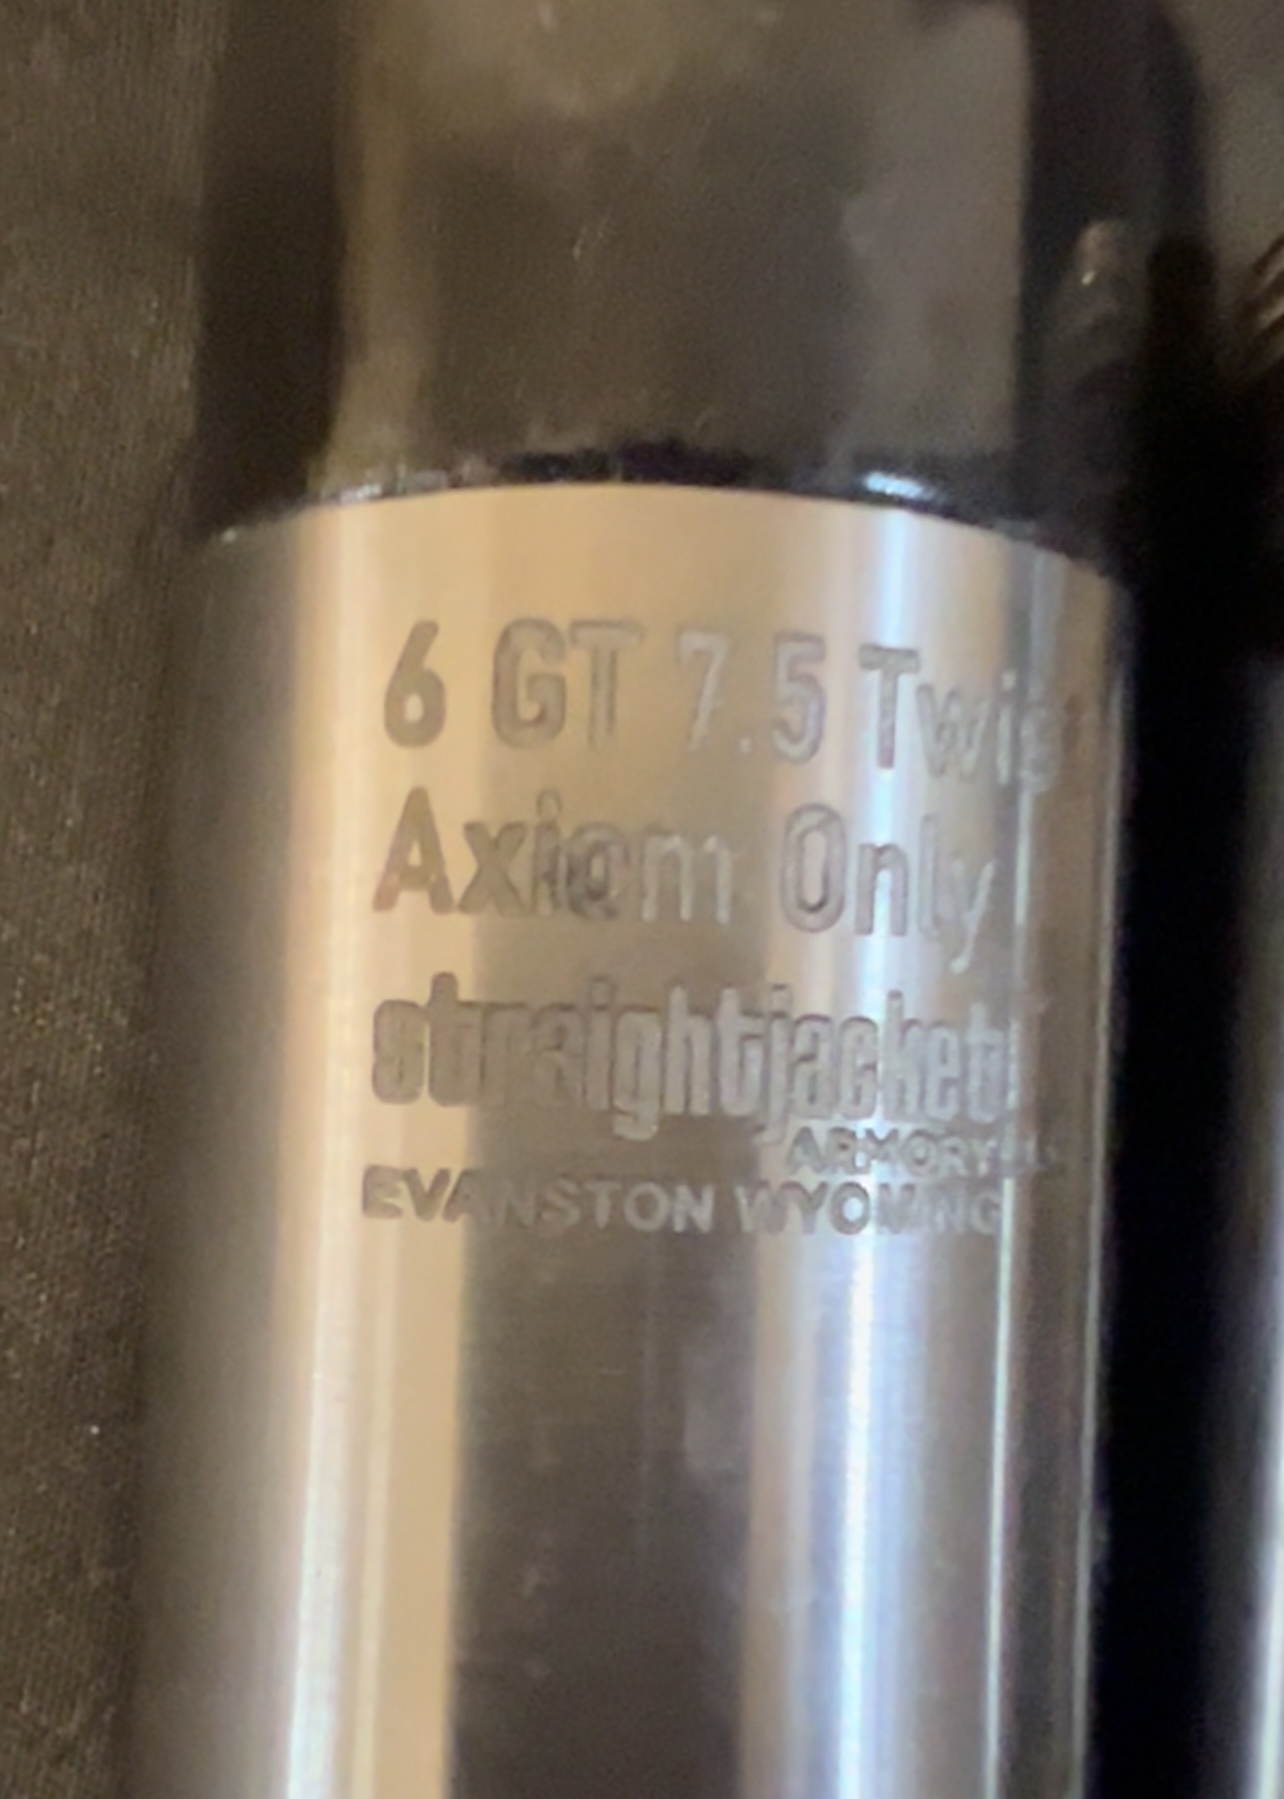 6 GT 7.5 Twis
Axiom Only
straightjacket
ARMORY
EVANSTON WYOMING